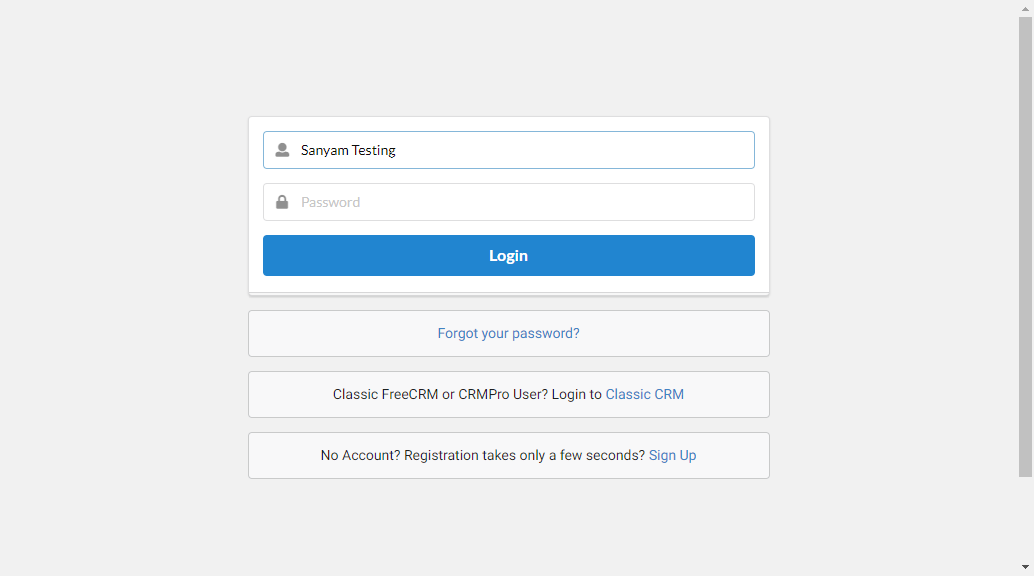 Sanyam Testing
Password
Login
Forgot your password?
Classic FreeCRM or CRMPro User? Login to Classic CRM
No Account? Registration takes only a few seconds? Sign Up